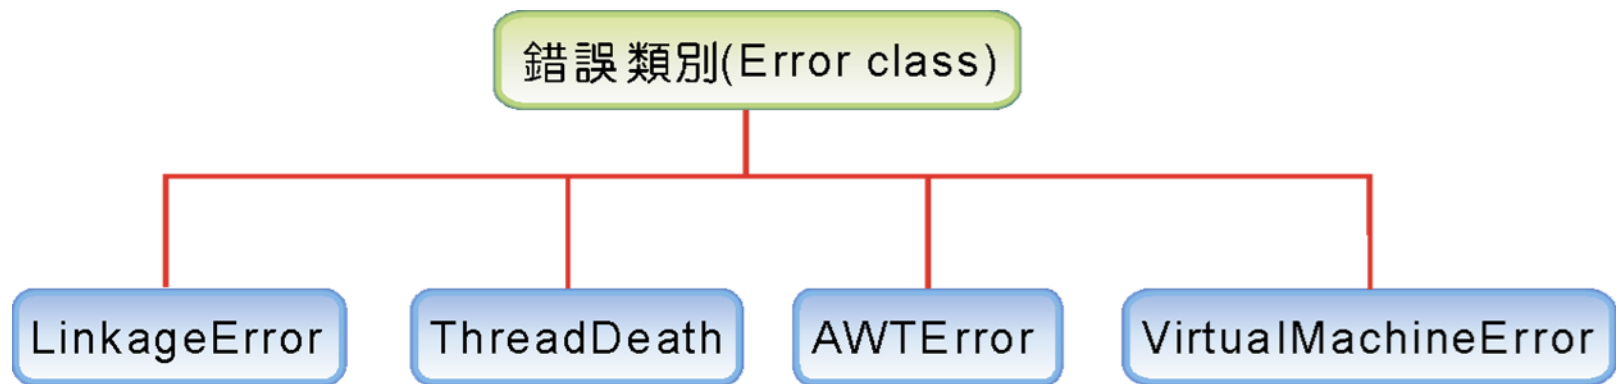 錯誤類別(Error class)
LinkageError
ThreadDeath
AWTError
VirtualMachineError